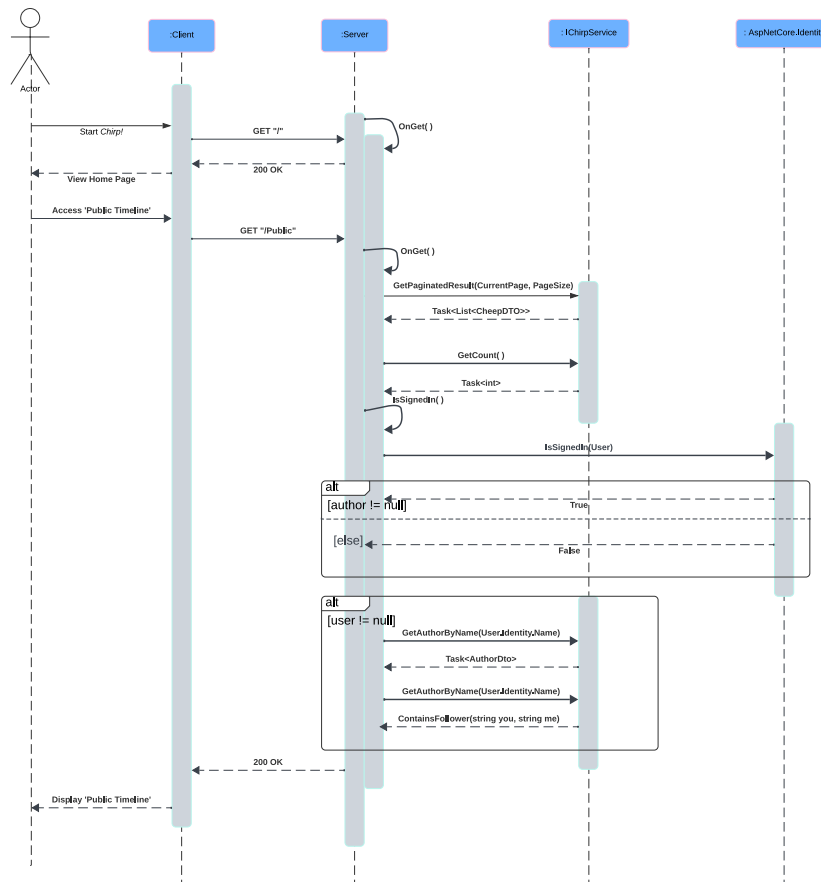 :Client
:Server
: IChirpService
: AspNetCore.Identity
Actor
Start Chirp!
GET "/"
OnGet( )
200 OK
View Home Page
Access 'Public Timeline'
GET "/Public"
OnGet( )
GetPaginatedResult(CurrentPage, PageSize)
Task<List<CheepDTO>>
GetCount( )
Task<int>
IsSignedIn( )
IsSignedIn(User)
alt
[author != null]
True
[else]
False
alt
[user != null]
GetAuthorByName(User.Identity.Name)
Task<AuthorDto>
GetAuthorByName(User.Identity.Name)
ContainsFollower(string you, string me)
200 OK
Display 'Public Timeline'